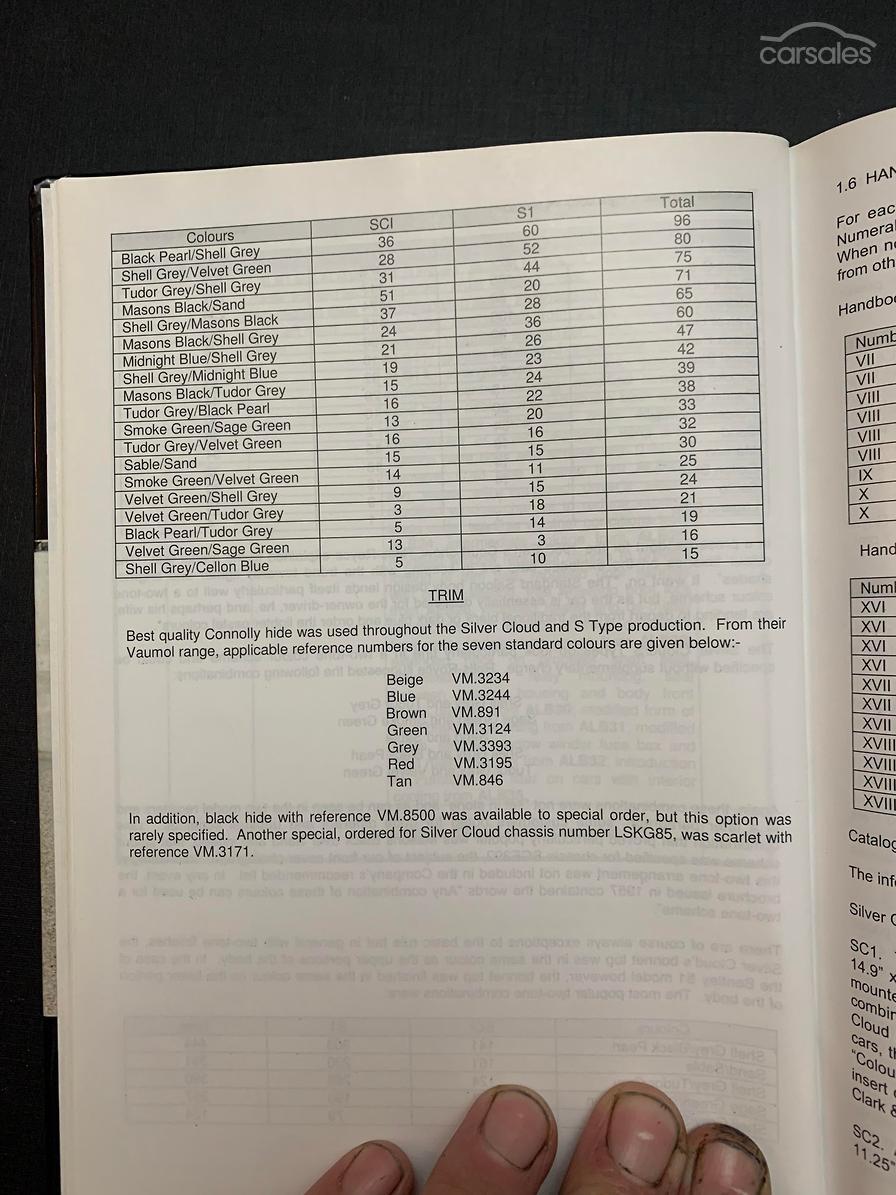 carsales
Colours SCI S1 Total
Black Pearl/Shell Grey 36 60 96
Shell Grey/Velvet Green 28 52 80
Tudor Grey/Shell Grey 31 44 75
Masons Black/Sand 51 20 71
Shell Grey/Masons Black 37 28 65
Masons Black/Shell Grey 24 36 60
Midnight Blue/Shell Grey 21 26 47
Shell Grey/Midnight Blue 19 23 42
Masons Black/Tudor Grey 15 24 39
Tudor Grey/Black Pearl 16 22 38
Smoke Green/Sage Green 13 20 33
Tudor Grey/Velvet Green 16 16 32
Sable/Sand 15 15 30
Smoke Green/Velvet Green 14 11 25
Velvet Green/Shell Grey 9 15 24
Velvet Green/Tudor Grey 3 18 21
Black Pearl/Tudor Grey 5 14 19
Velvet Green/Sage Green 13 3 16
Shell Grey/Cellon Blue 5 10 15
TRIM
Best quality Connolly hide was used throughout the Silver Cloud and S Type production. From their
Vaumol range, applicable reference numbers for the seven standard colours are given below:-
Beige VM.3234
Blue VM.3244
Brown VM.891
Green VM.3124
Grey VM.3393
Red VM.3195
Tan VM.846
In addition, black hide with reference VM.8500 was available to special order, but this option was
rarely specified. Another special, ordered for Silver Cloud chassis number LSKG85, was scarlet with
reference VM.3171.
1.6 HAN
For eac
Numeral
When ne
from oth
Handboo
Numb
VII
VII
VIII
VIII
VIII
VIII
IX
X
X
Hand
Numl
XVI
XVI
XVI
XVI
XVII
XVII
XVII
XVII
XVIII
XVIII
XVIII
XVIII
Catalog
The info
Silver C
SC1.
14.9" x
mounte
combin
Cloud
cars, th
"Colou
insert
Clark &
SC2.
11.25"